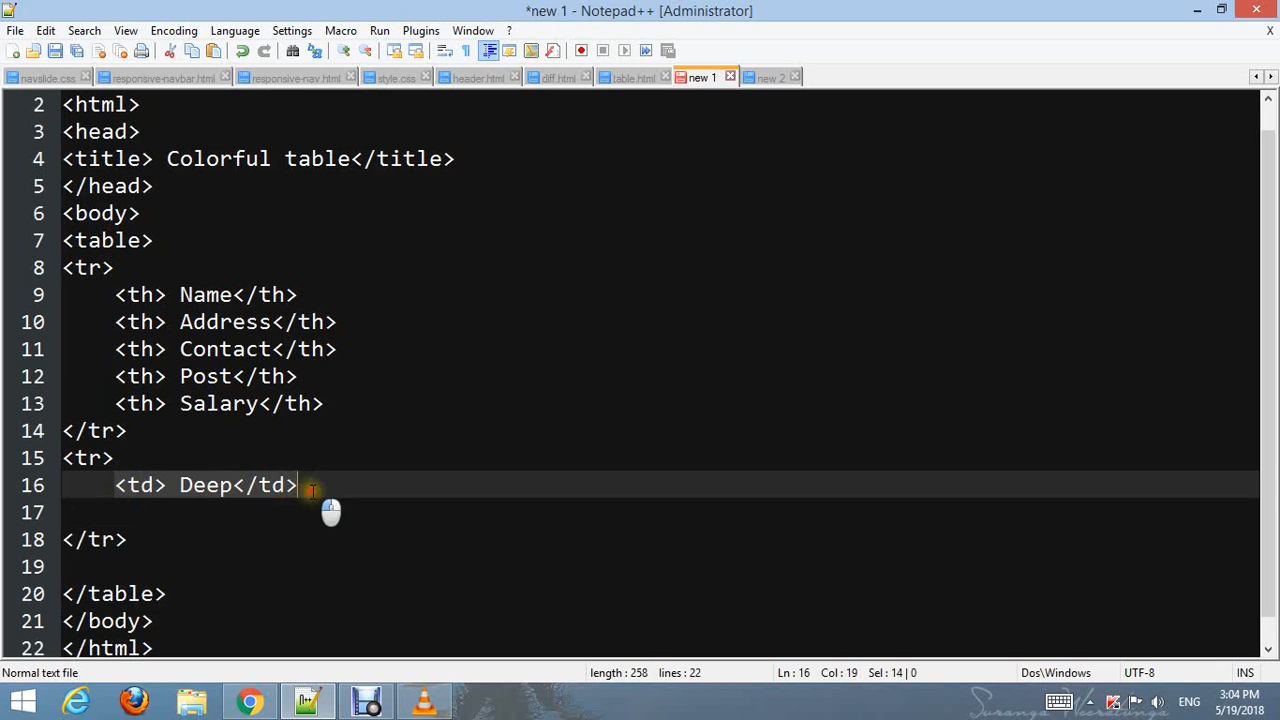 *new 1 - Notepad++ [Administrator]
File Edit Search View Encoding Language Settings Macro Run Plugins Window ? X
navslide.css responsive-navbar.html responsive-nav.html style.css header.html diff.html table.html new 1 new 2
2 <html>
3 <head>
4 <title> Colorful table</title>
5 </head>
6 <body>
7 <table>
8 <tr>
9 <th> Name</th>
10 <th> Address</th>
11 <th> Contact</th>
12 <th> Post</th>
13 <th> Salary</th>
14 </tr>
15 <tr>
16 <td> Deep</td>
17
18 </tr>
19
20 </table>
21 </body>
22 </html>
Normal text file length : 258 lines : 22 Ln : 16 Col : 19 Sel : 14 | 0 Dos\Windows UTF-8 INS
Suranga Weeratunga
ENG
3:04 PM
5/19/2018